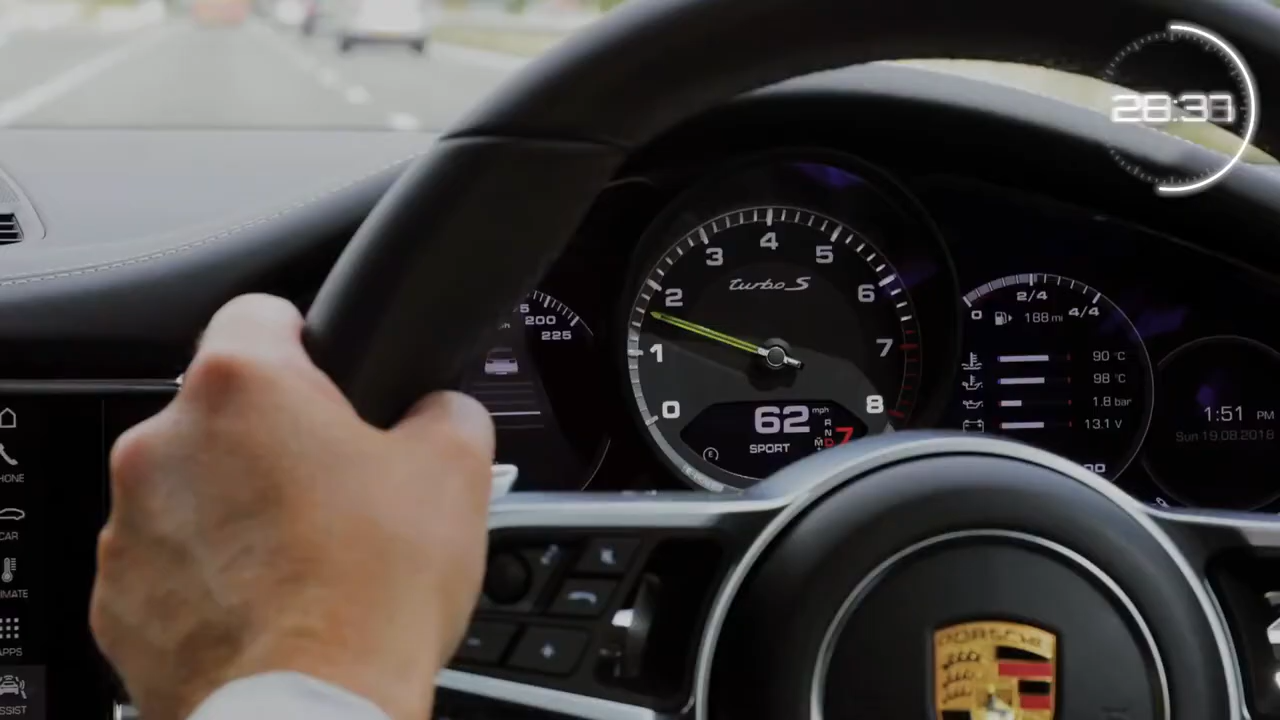 28:37
4
3
5
Turbo S
2
6
1
7
0
8
62 mph
SPORT
R
N
D
M
7
E
200
225
2/4
0
4/4
188 mi
90 °C
98 °C
1.8 bar
13.1 V
1:51 PM
Sun 19.08.2018
HONE
CAR
IMATE
APPS
SSIST
PORSCHE